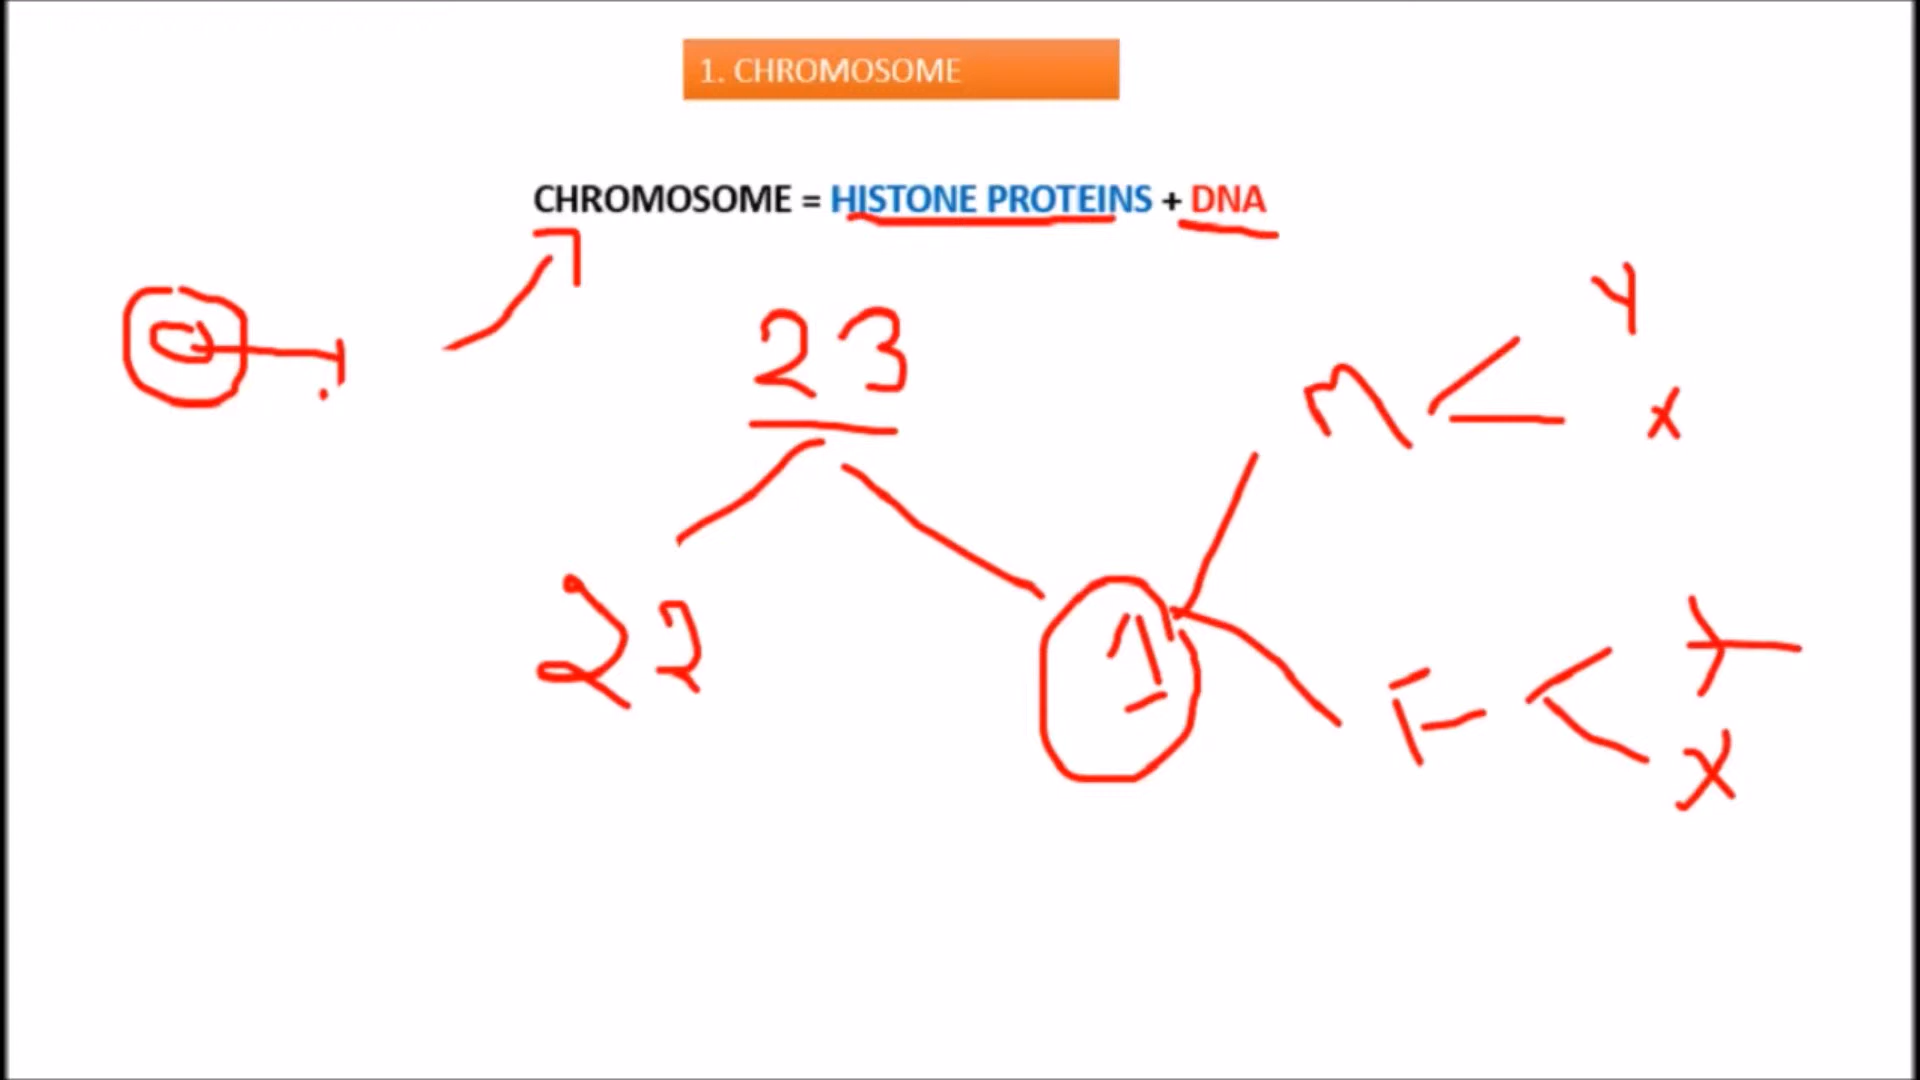 1. CHROMOSOME
CHROMOSOME = HISTONE PROTEINS + DNA
23
22
1
M
Y
X
F
X
X